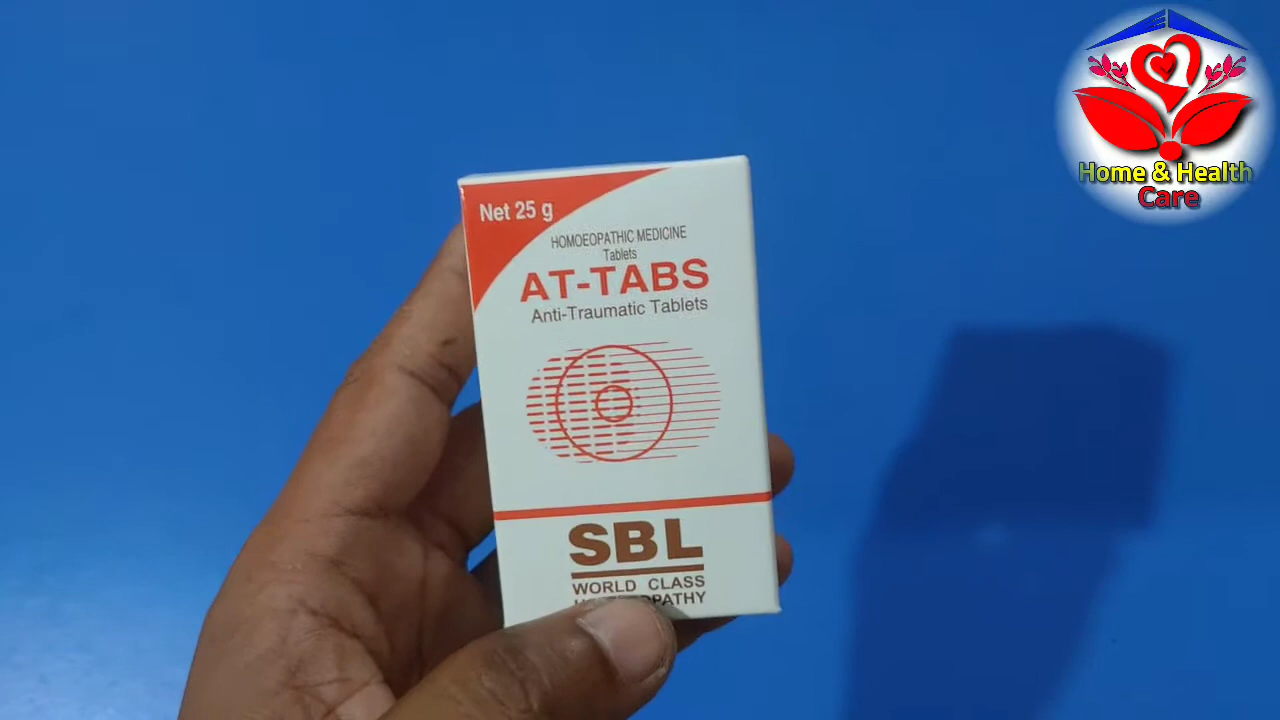 Net 25 g
HOMOEOPATHIC MEDICINE
Tablets
AT-TABS
Anti-Traumatic Tablets
SBL
WORLD CLASS
Home & Health
Care